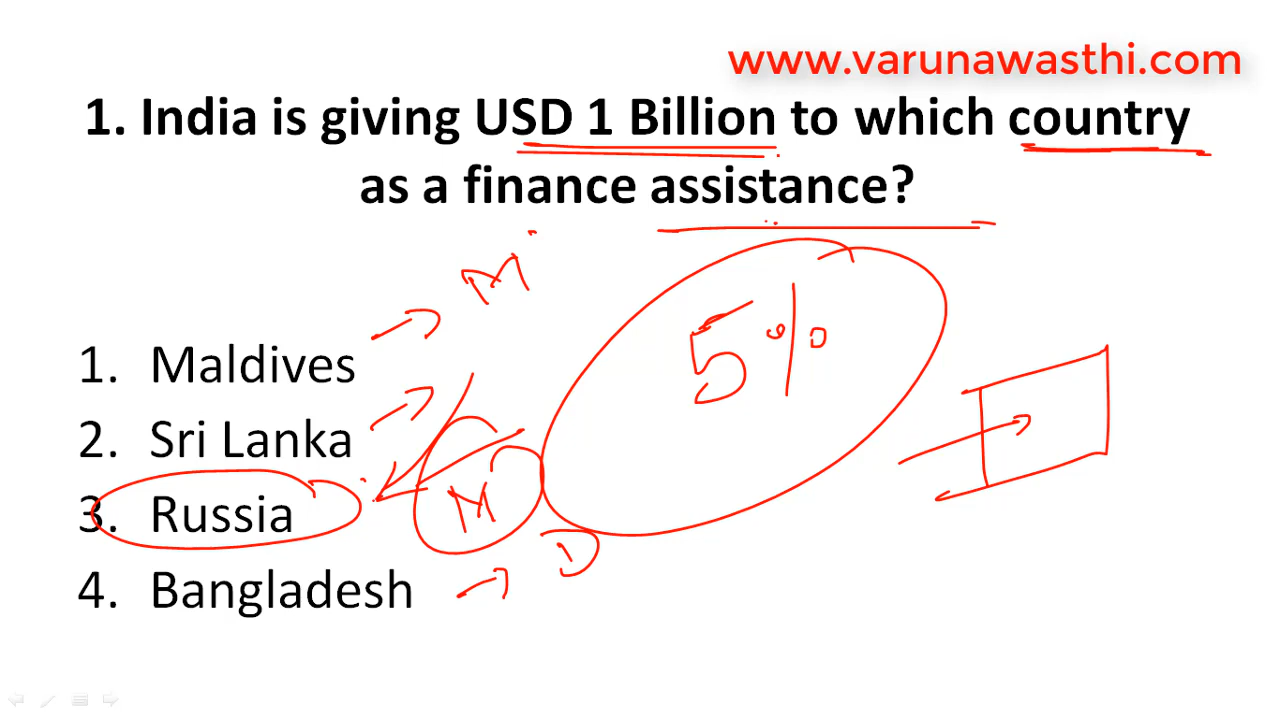 www.varunawasthi.com
1. India is giving USD 1 Billion to which country
as a finance assistance?
M
5%
1. Maldives
2. Sri Lanka
M
3. Russia
D
4. Bangladesh